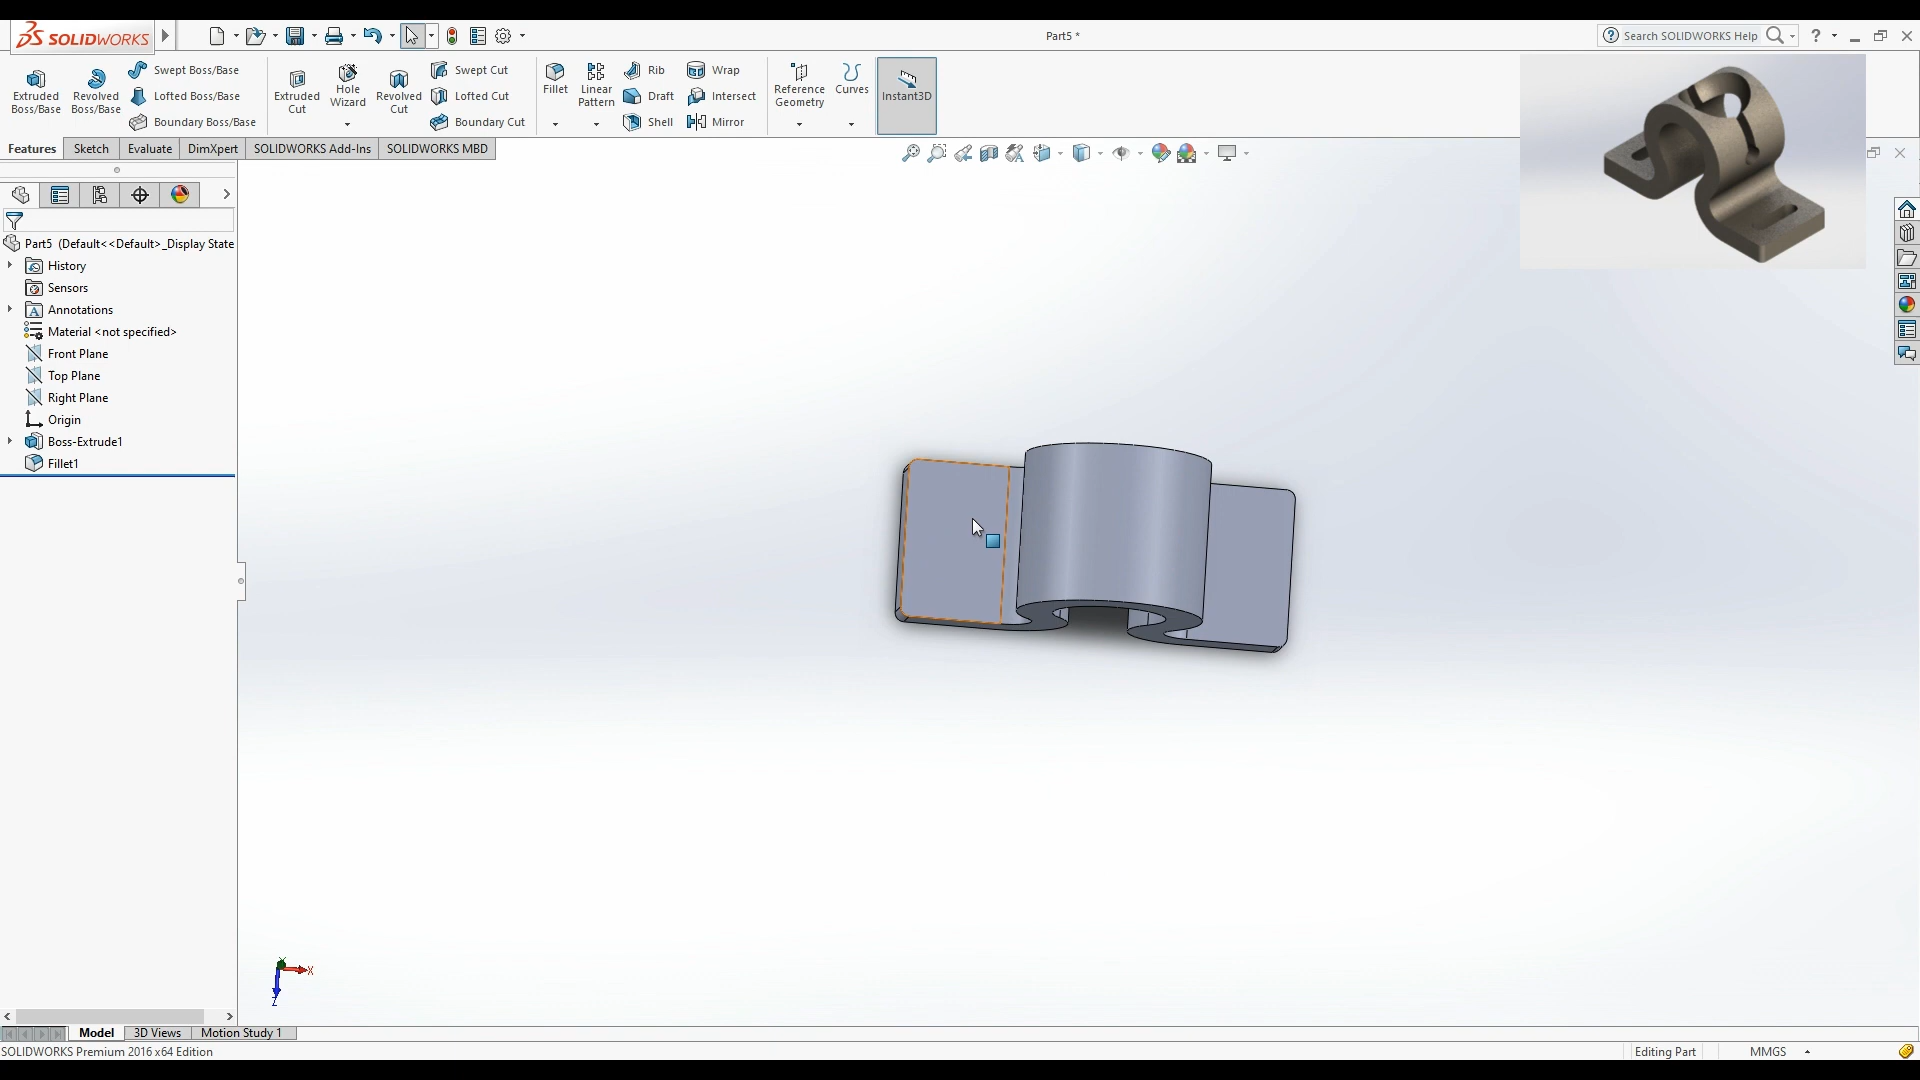 SOLIDWORKS
Part5 *
Search SOLIDWORKS Help
?
Extruded Boss/Base
Revolved Boss/Base
Swept Boss/Base
Lofted Boss/Base
Boundary Boss/Base
Extruded Cut
Hole Wizard
Revolved Cut
Swept Cut
Lofted Cut
Boundary Cut
Fillet
Linear Pattern
Rib
Draft
Shell
Wrap
Intersect
Mirror
Reference Geometry
Curves
Instant3D
Features
Sketch
Evaluate
DimXpert
SOLIDWORKS Add-Ins
SOLIDWORKS MBD
Part5 (Default<<Default>_Display State
History
Sensors
Annotations
Material <not specified>
Front Plane
Top Plane
Right Plane
Origin
Boss-Extrude1
Fillet1
X
Z
Model
3D Views
Motion Study 1
SOLIDWORKS Premium 2016 x64 Edition
Editing Part
MMGS